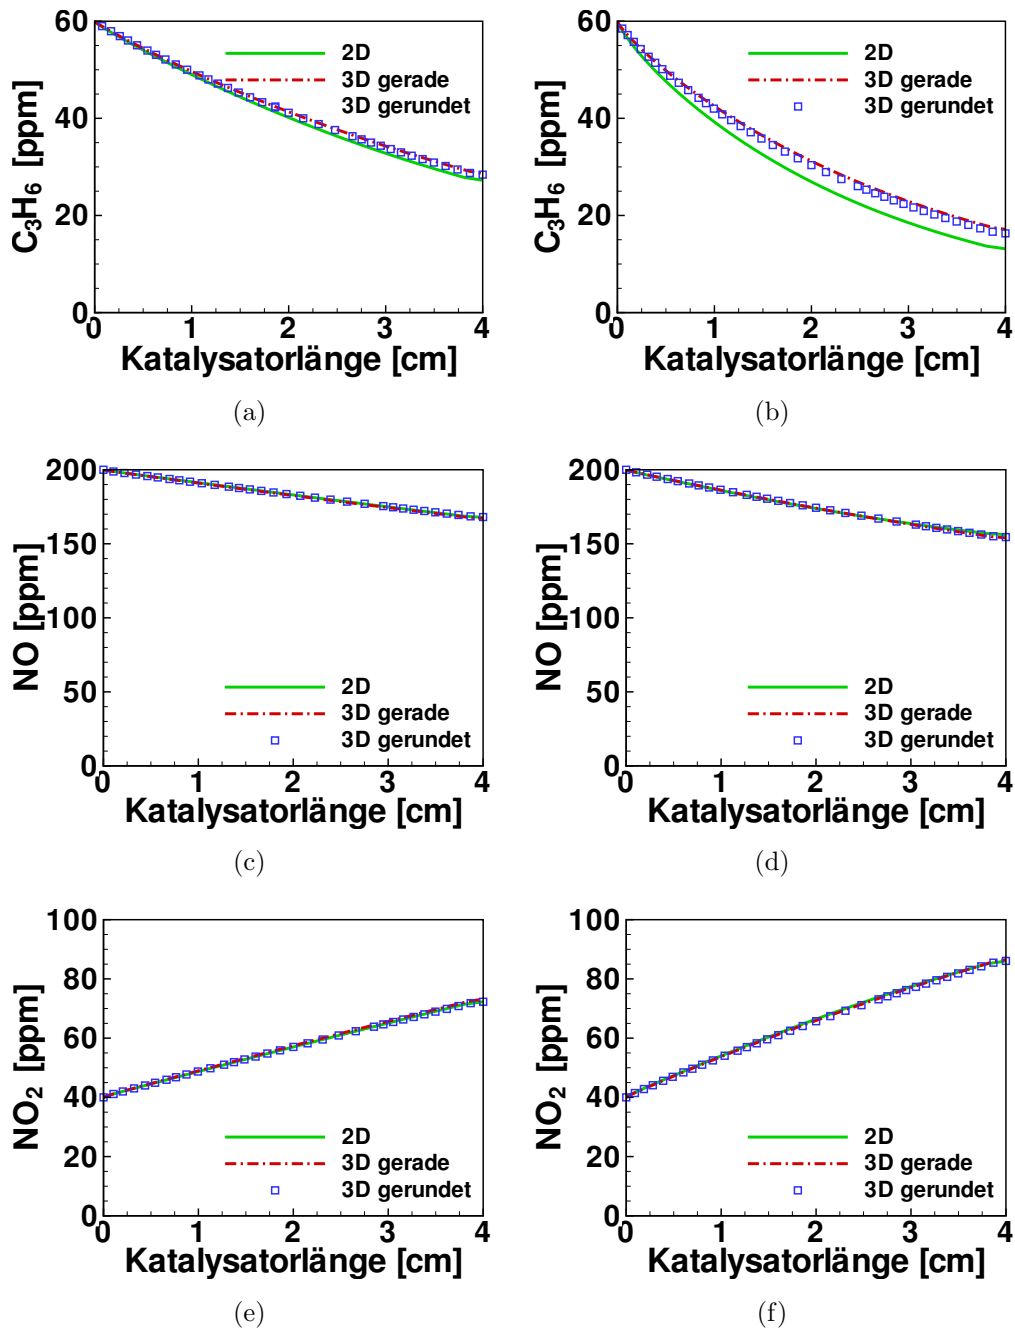 60
40
20
0
C3H6 [ppm]
2D
3D gerade
3D gerundet
0 1 2 3 4
Katalysatorlänge [cm]
(a)
60
40
20
0
C3H6 [ppm]
2D
3D gerade
3D gerundet
0 1 2 3 4
Katalysatorlänge [cm]
(b)
200
150
100
50
0
NO [ppm]
2D
3D gerade
3D gerundet
0 1 2 3 4
Katalysatorlänge [cm]
(c)
200
150
100
50
0
NO [ppm]
2D
3D gerade
3D gerundet
0 1 2 3 4
Katalysatorlänge [cm]
(d)
100
80
60
40
20
0
NO2 [ppm]
2D
3D gerade
3D gerundet
0 1 2 3 4
Katalysatorlänge [cm]
(e)
100
80
60
40
20
0
NO2 [ppm]
2D
3D gerade
3D gerundet
0 1 2 3 4
Katalysatorlänge [cm]
(f)